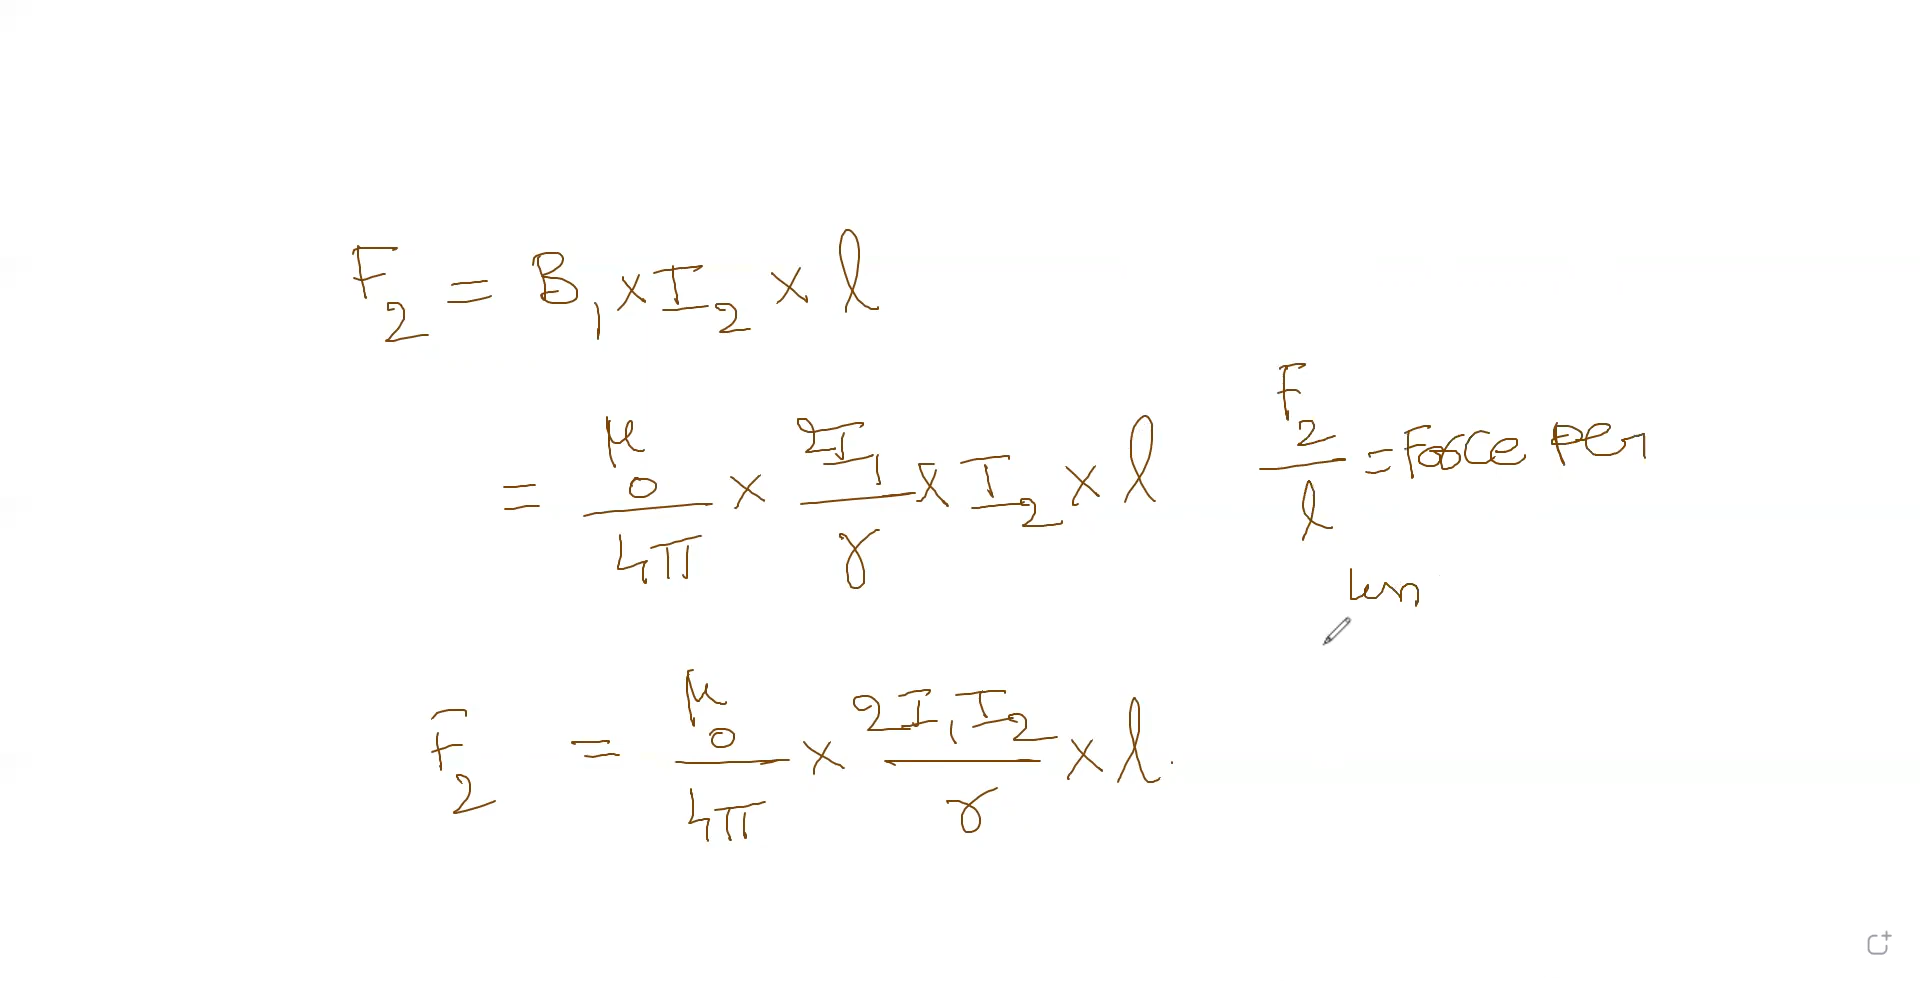 F₂ = B₁ × I₂ × l
= μ₀/4π × 2I₁/r × I₂ × l
F₂/l = Force Per
len
F₂ = μ₀/4π × 2I₁I₂/r × l.